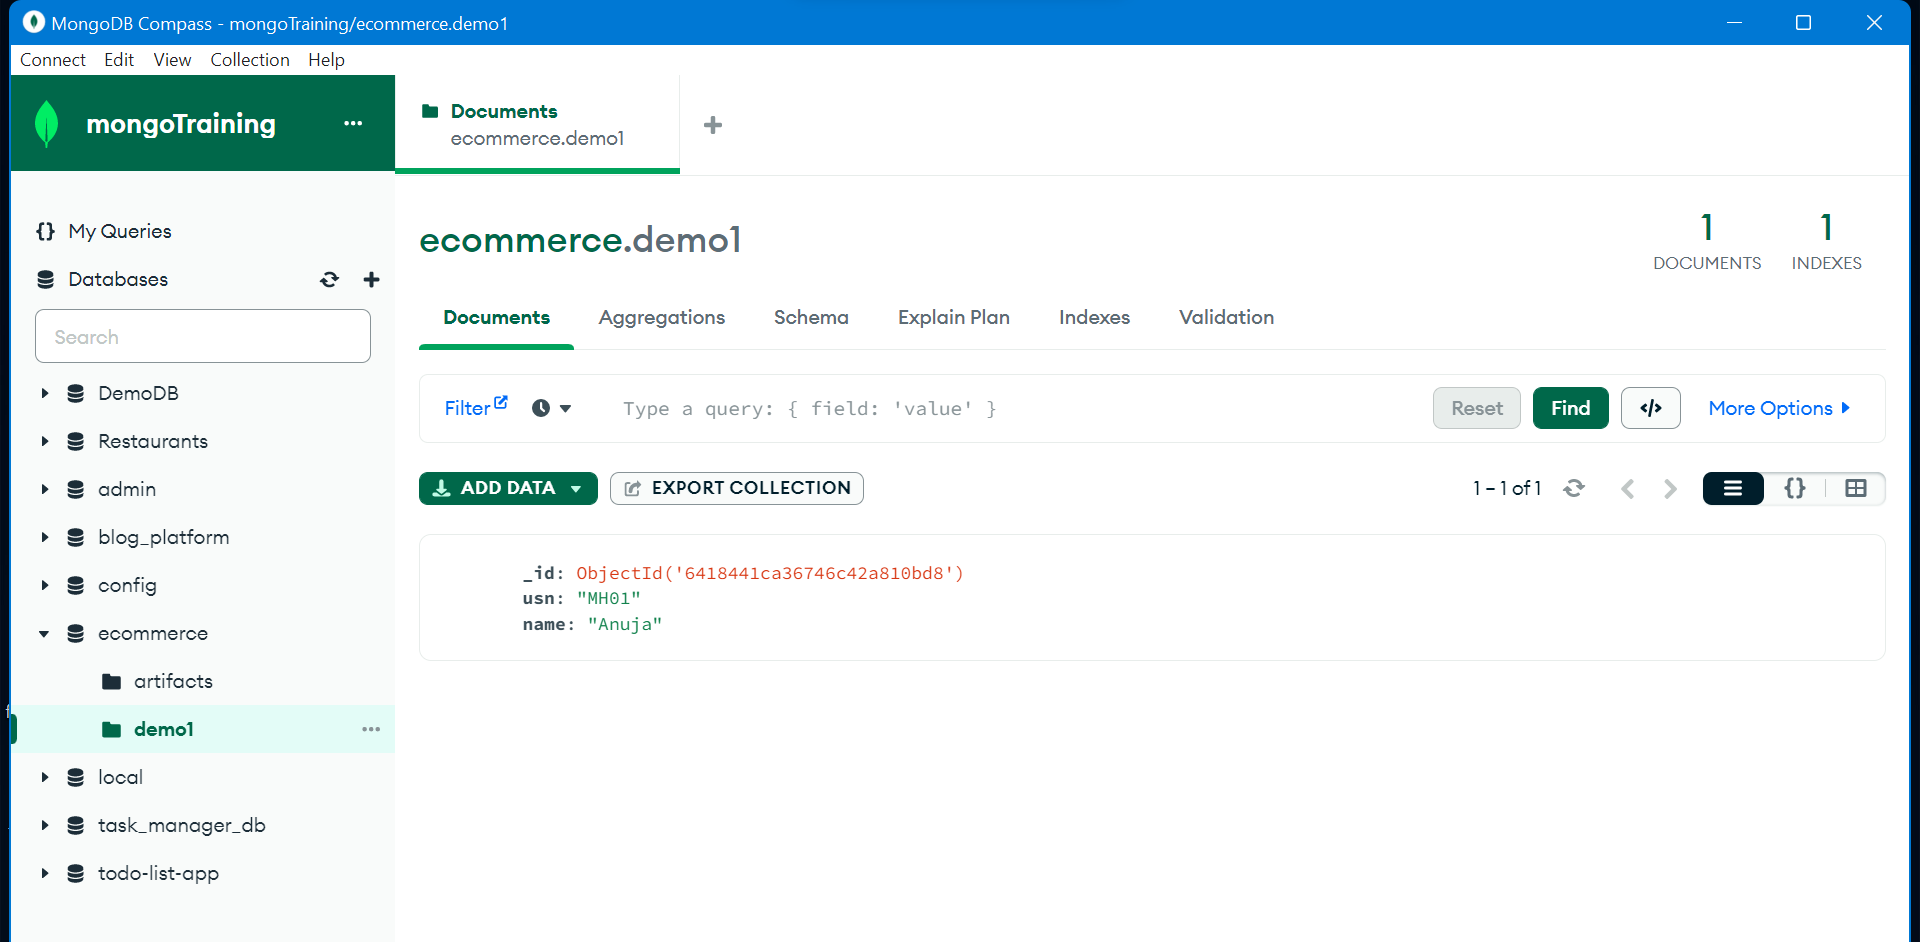 MongoDB Compass - mongoTraining/ecommerce.demo1
Connect Edit View Collection Help
mongoTraining
Documents
ecommerce.demo1
My Queries
Databases
Search
DemoDB
Restaurants
admin
blog_platform
config
ecommerce
artifacts
demo1
local
task_manager_db
todo-list-app
ecommerce.demo1
1
DOCUMENTS
1
INDEXES
Documents Aggregations Schema Explain Plan Indexes Validation
Filter Type a query: { field: 'value' } Reset Find </> More Options
ADD DATA EXPORT COLLECTION 1 – 1 of 1 {}
_id: ObjectId('6418441ca36746c42a810bd8')
usn: "MH01"
name: "Anuja"